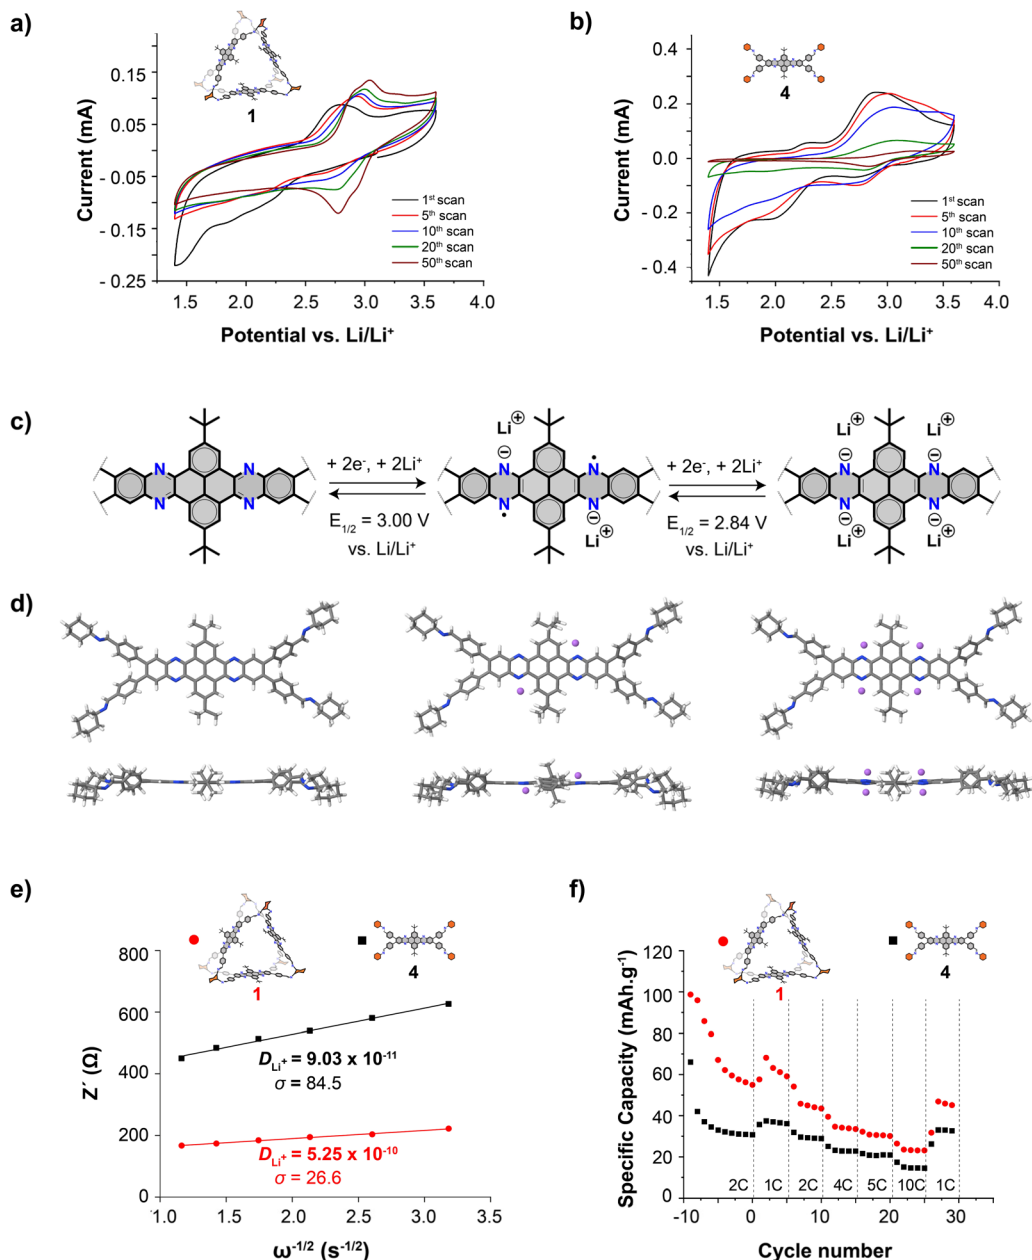 a)
1
Current (mA)
0.15
0.05
- 0.05
- 0.15
- 0.25
1st scan
5th scan
10th scan
20th scan
50th scan
1.5 2.0 2.5 3.0 3.5 4.0
Potential vs. Li/Li+
b)
4
Current (mA)
0.4
0.2
0.0
- 0.2
- 0.4
1st scan
5th scan
10th scan
20th scan
50th scan
1.5 2.0 2.5 3.0 3.5 4.0
Potential vs. Li/Li+
c)
N N
N N
+ 2e-, + 2Li+
E1/2 = 3.00 V
vs. Li/Li+
Li+
N N
N N
Li+
+ 2e-, + 2Li+
E1/2 = 2.84 V
vs. Li/Li+
Li+ Li+
N N
N N
Li+ Li+
d)
e)
1
4
Z´ (Ω)
800
600
400
200
0
DLi+ = 9.03 x 10-11
σ = 84.5
DLi+ = 5.25 x 10-10
σ = 26.6
1.0 1.5 2.0 2.5 3.0 3.5
ω-1/2 (s-1/2)
f)
1
4
Specific Capacity (mAh.g-1)
120
100
80
60
40
20
0
2C 1C 2C 4C 5C 10C 1C
-10 0 10 20 30
Cycle number